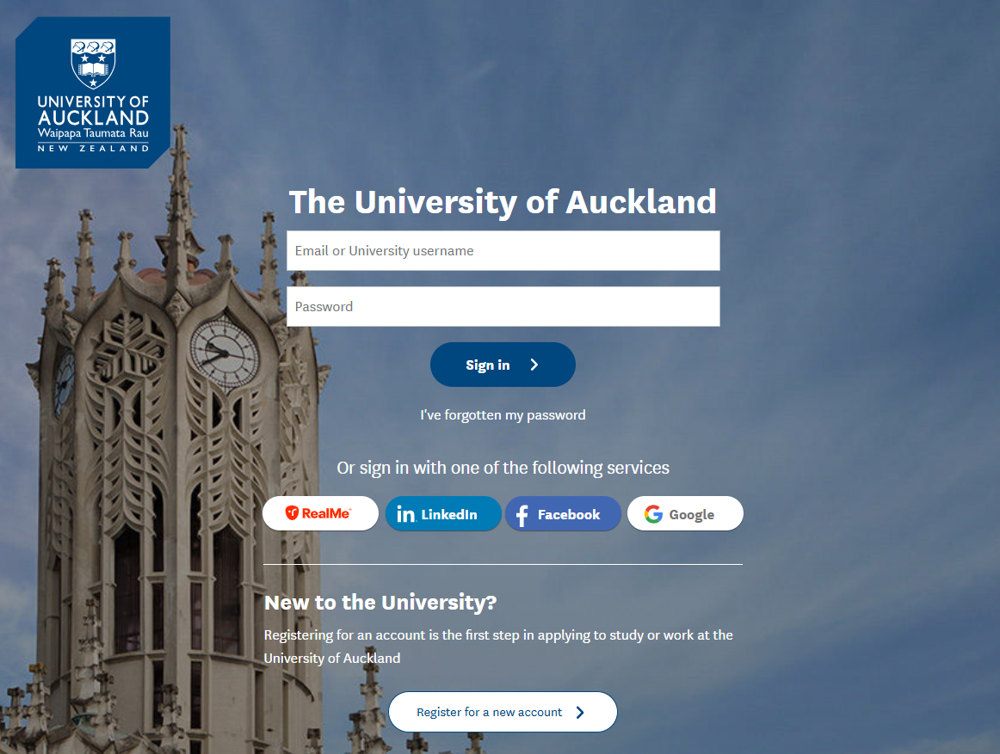 UNIVERSITY OF
AUCKLAND
Waipapa Taumata Rau
NEW ZEALAND
The University of Auckland
Email or University username
Password
Sign in
I've forgotten my password
Or sign in with one of the following services
RealMe LinkedIn Facebook Google
New to the University?
Registering for an account is the first step in applying to study or work at the
University of Auckland
Register for a new account